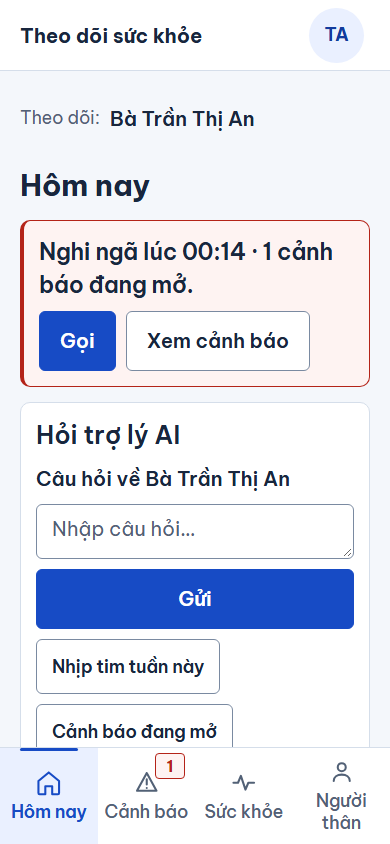 Theo dõi sức khỏe
TA
Theo dõi: Bà Trần Thị An
Hôm nay
Nghi ngã lúc 00:14 · 1 cảnh
báo đang mở.
Gọi
Xem cảnh báo
Hỏi trợ lý AI
Câu hỏi về Bà Trần Thị An
Nhập câu hỏi...
Gửi
Nhịp tim tuần này
Cảnh báo đang mở
Hôm nay
1
Cảnh báo
Sức khỏe
Người
thân